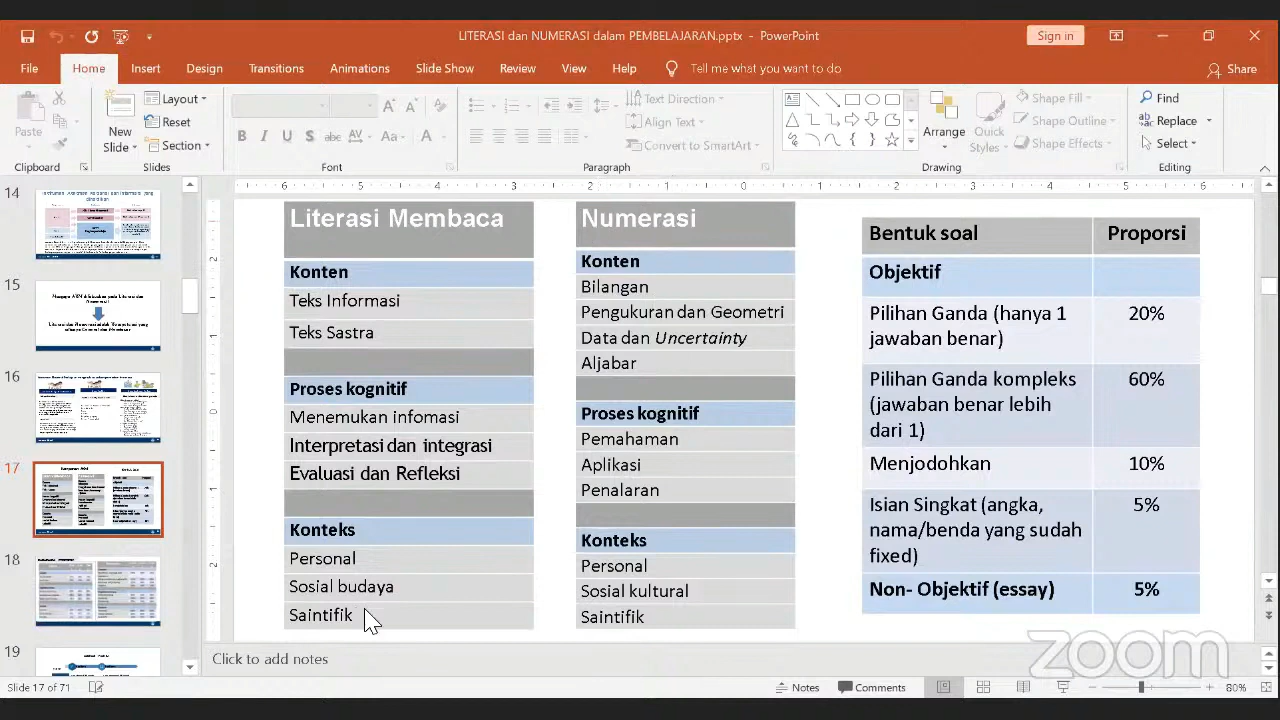 LITERASI dan NUMERASI dalam PEMBELAJARAN.pptx - PowerPoint
Sign in
File Home Insert Design Transitions Animations Slide Show Review View Help Tell me what you want to do Share
Paste
Clipboard
New
Slide
Layout
Reset
Section
Slides
Font
Text Direction
Align Text
Convert to SmartArt
Paragraph
Arrange
Quick
Styles
Shape Fill
Shape Outline
Shape Effects
Drawing
Find
Replace
Select
Editing
14
15
16
17
18
19
Literasi Membaca
Konten
Teks Informasi
Teks Sastra
Proses kognitif
Menemukan infomasi
Interpretasi dan integrasi
Evaluasi dan Refleksi
Konteks
Personal
Sosial budaya
Saintifik
Numerasi
Konten
Bilangan
Pengukuran dan Geometri
Data dan Uncertainty
Aljabar
Proses kognitif
Pemahaman
Aplikasi
Penalaran
Konteks
Personal
Sosial kultural
Saintifik
Bentuk soal Proporsi
Objektif
Pilihan Ganda (hanya 1 20%
jawaban benar)
Pilihan Ganda kompleks 60%
(jawaban benar lebih
dari 1)
Menjodohkan 10%
Isian Singkat (angka, 5%
nama/benda yang sudah
fixed)
Non- Objektif (essay) 5%
Click to add notes
zoom
Slide 17 of 71
Notes
Comments
80%